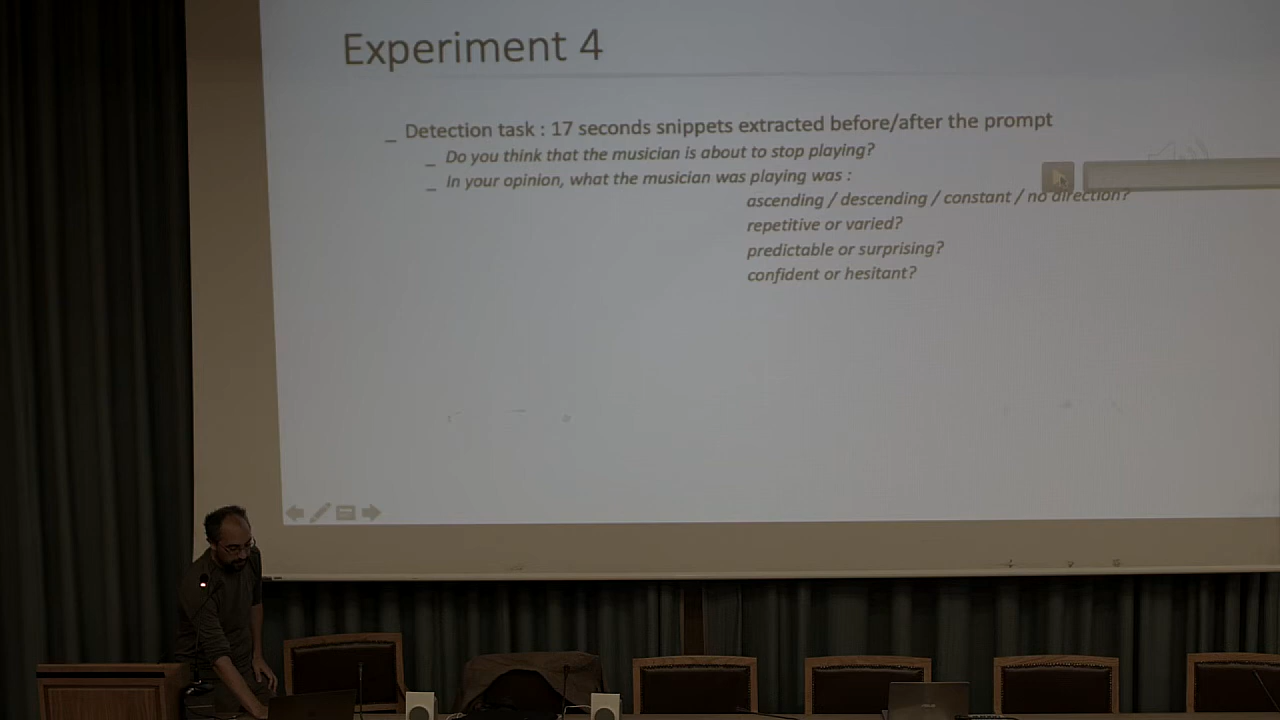 Experiment 4
_ Detection task : 17 seconds snippets extracted before/after the prompt
_ Do you think that the musician is about to stop playing?
_ In your opinion, what the musician was playing was :
ascending / descending / constant / no direction?
repetitive or varied?
predictable or surprising?
confident or hesitant?